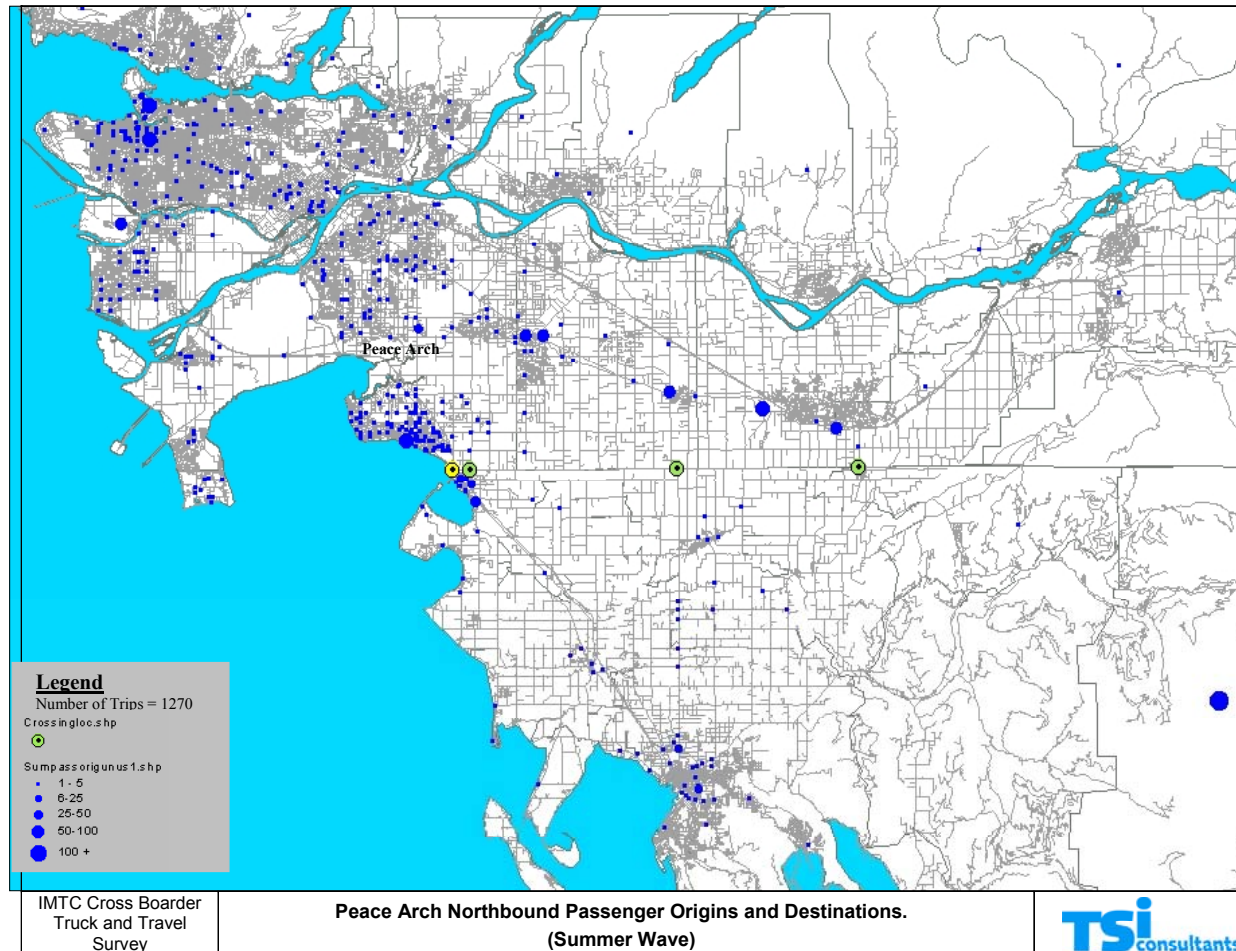 Peace Arch
Legend
Number of Trips = 1270
Crossingloc.shp
Sumpassorigunus1.shp
1 - 5
6-25
25-50
50-100
100 +
IMTC Cross Boarder
Truck and Travel
Survey
Peace Arch Northbound Passenger Origins and Destinations.
(Summer Wave)
TSi
consultants